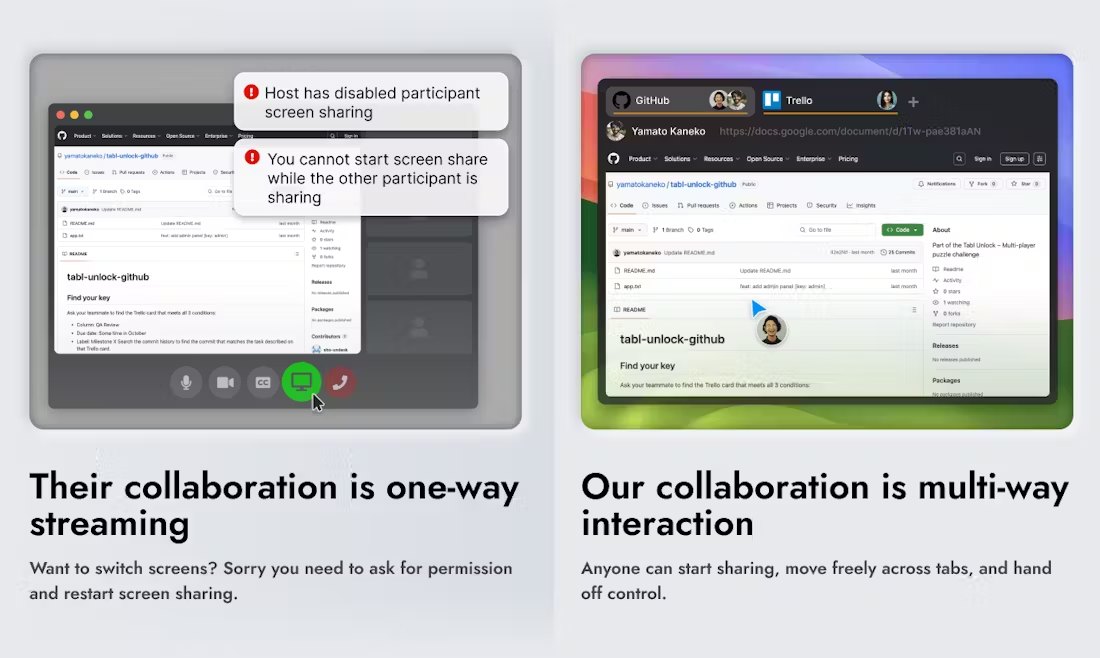 Host has disabled participant
screen sharing
You cannot start screen share
while the other participant is
sharing
Product Solutions Resources Open Source Enterprise Pricing Sign in
yamatokaneko / tabl-unlock-github Public
Code Issues Pull requests Actions Projects
main 1 Branch 0 Tags Go to file
yamatokaneko Update README.md
README.md Update README.md last month
app.txt feat: add admin panel [key: admin] last month
README
tabl-unlock-github
Find your key
Ask your teammate to find the Trello card that meets all 3 conditions:
Column: QA Review
Due date: Some time in October
Label: Milestone X Search the commit history to find the commit that matches the task described on
that Trello card.
Readme
Activity
0 stars
1 watching
0 forks
Report repository
Releases
No releases published
Packages
No packages published
Contributors
CC
Their collaboration is one-way
streaming
Want to switch screens? Sorry you need to ask for permission
and restart screen sharing.
GitHub Trello
Yamato Kaneko https://docs.google.com/document/d/1Tw-pae381aAN
Product Solutions Resources Open Source Enterprise Pricing Sign in Sign up
yamatokaneko / tabl-unlock-github Public Notifications Fork 0 Star 0
Code Issues Pull requests Actions Projects Security Insights
main 1 Branch 0 Tags Go to file Code
yamatokaneko Update README.md last month 25 Commits
README.md Update README.md last month
app.txt feat: add admin panel [key: admin] last month
README
tabl-unlock-github
Find your key
Ask your teammate to find the Trello card that meets all 3 conditions:
About
Part of the Tabl Unlock – Multi-player
puzzle challenge
Readme
Activity
0 stars
1 watching
0 forks
Report repository
Releases
No releases published
Packages
No packages published
Our collaboration is multi-way
interaction
Anyone can start sharing, move freely across tabs, and hand
off control.